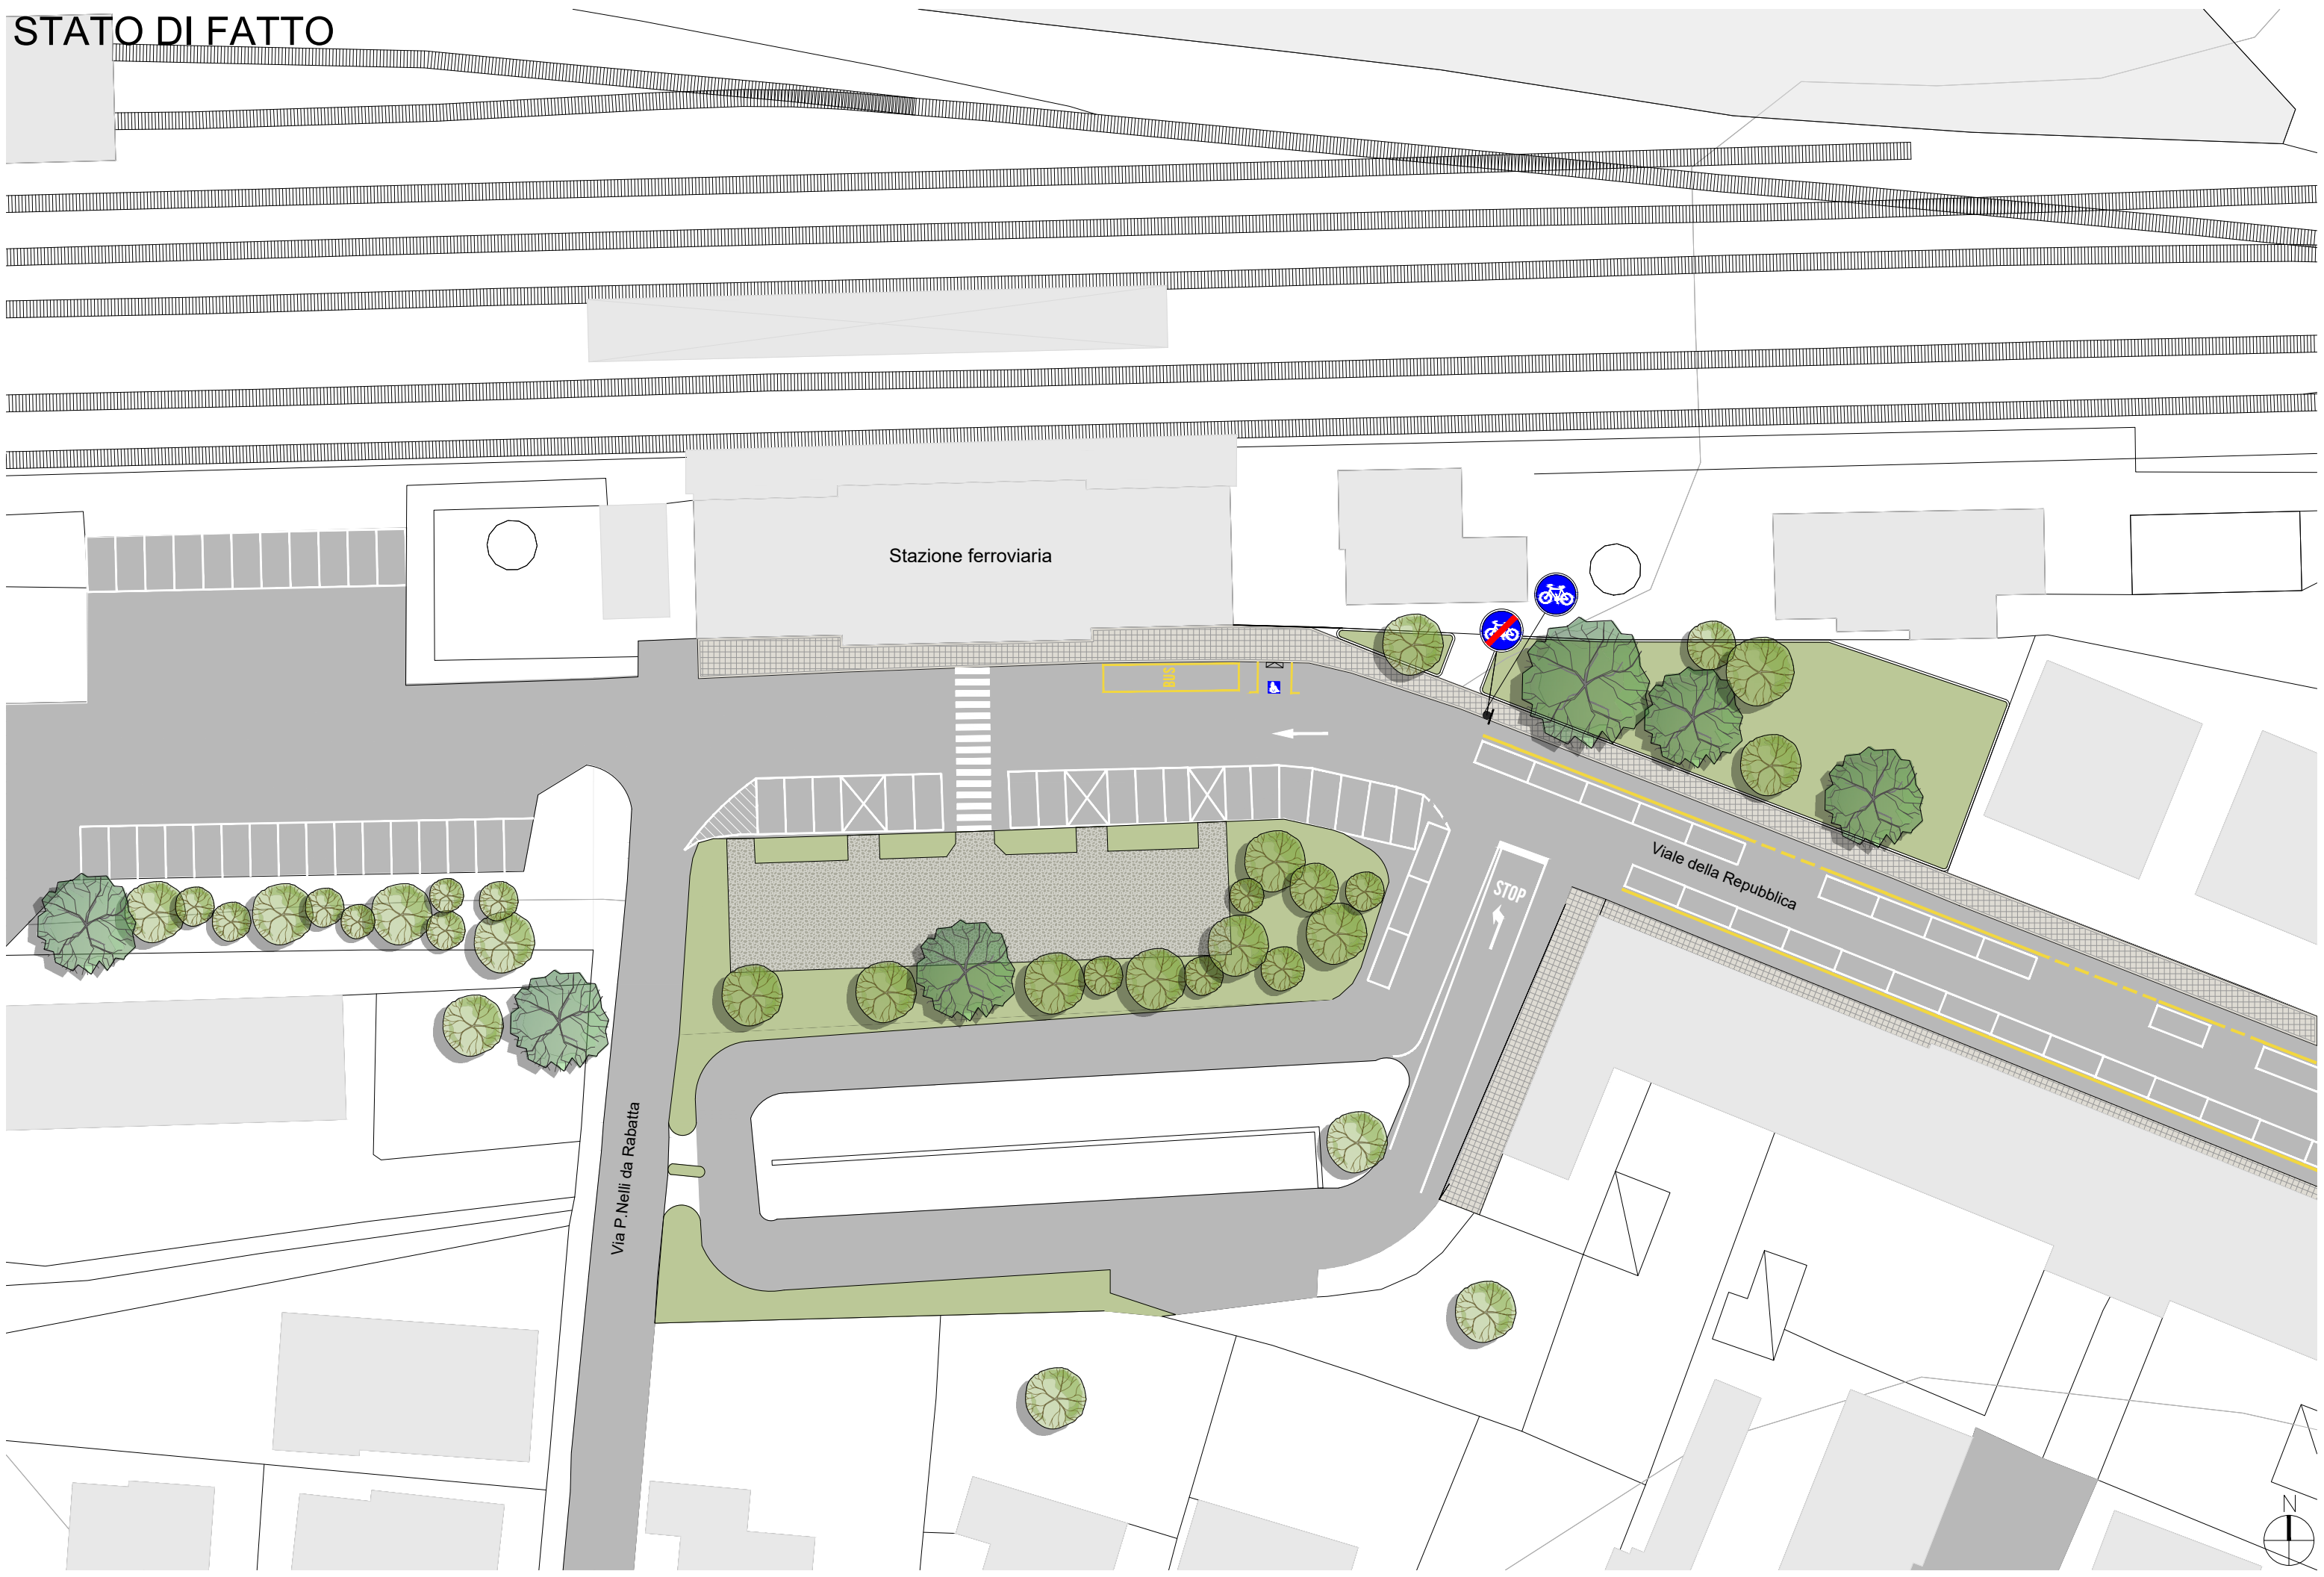 STATO DI FATTO
Stazione ferroviaria
BUS
Viale della Repubblica
STOP
Via P.Nelli da Rabatta
N